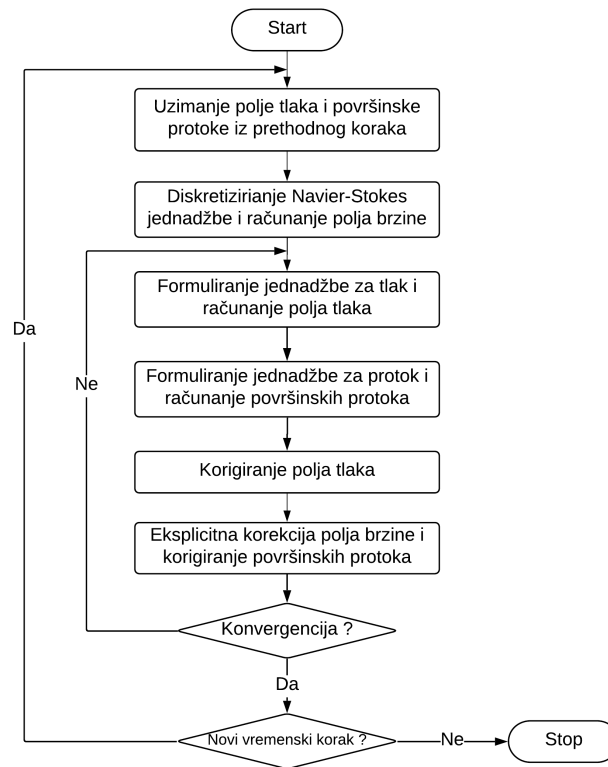 Start
Uzimanje polje tlaka i površinske
protoke iz prethodnog koraka
Diskretizirianje Navier-Stokes
jednadžbe i računanje polja brzine
Formuliranje jednadžbe za tlak i
računanje polja tlaka
Da
Ne
Formuliranje jednadžbe za protok i
računanje površinskih protoka
Korigiranje polja tlaka
Eksplicitna korekcija polja brzine i
korigiranje površinskih protoka
Konvergencija ?
Da
Novi vremenski korak ?
Ne
Stop